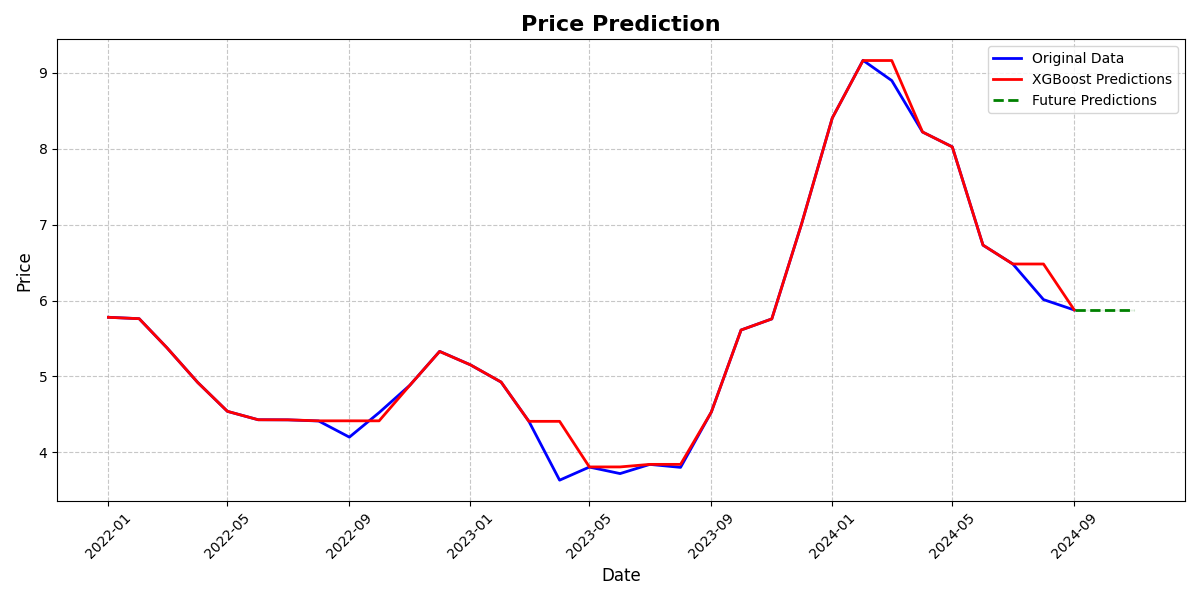 Price Prediction
Original Data
XGBoost Predictions
Future Predictions
Price
9
8
7
6
5
4
2022-01
2022-05
2022-09
2023-01
2023-05
2023-09
2024-01
2024-05
2024-09
Date